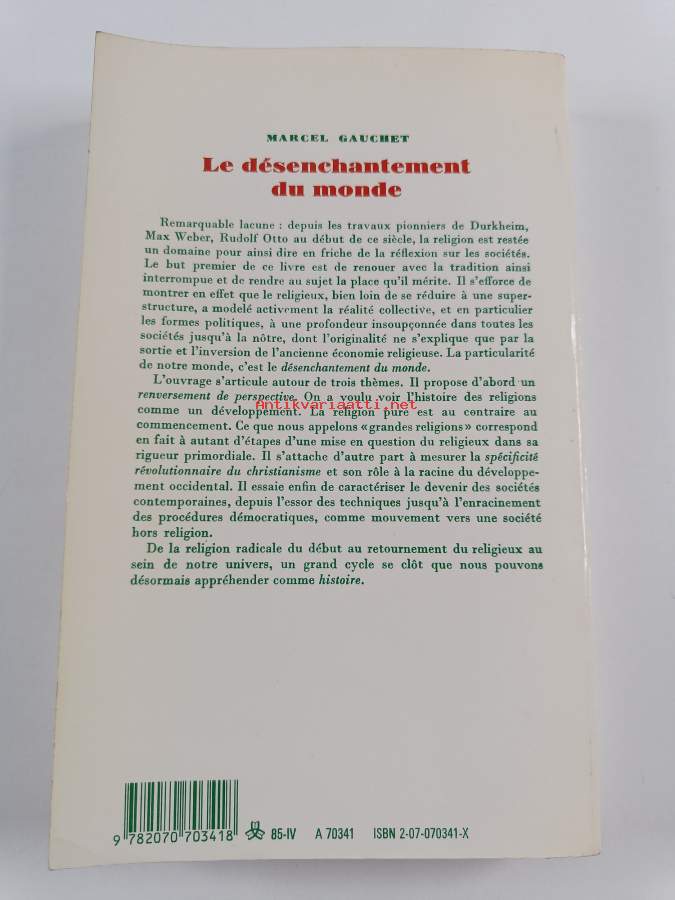 MARCEL GAUCHET
Le désenchantement
du monde
Remarquable lacune : depuis les travaux pionniers de Durkheim,
Max Weber, Rudolf Otto au début de ce siècle, la religion est restée
un domaine pour ainsi dire en friche de la réflexion sur les sociétés.
Le but premier de ce livre est de renouer avec la tradition ainsi
interrompue et de rendre au sujet la place qu'il mérite. Il s'efforce de
montrer en effet que le religieux, bien loin de se réduire à une super-
structure, a modelé activement la réalité collective, et en particulier
les formes politiques, à une profondeur insoupçonnée dans toutes les
sociétés jusqu'à la nôtre, dont l'originalité ne s'explique que par la
sortie et l'inversion de l'ancienne économie religieuse. La particularité
de notre monde, c'est le désenchantement du monde.
L'ouvrage s'articule autour de trois thèmes. Il propose d'abord un
renversement de perspective. On a voulu voir l'histoire des religions
Antikvariaatti.net
comme un développement. La religion pure est au contraire au
commencement. Ce que nous appelons «grandes religions» correspond
en fait à autant d'étapes d'une mise en question du religieux dans sa
rigueur primordiale. Il s'attache d'autre part à mesurer la spécificité
révolutionnaire du christianisme et son rôle à la racine du développe-
ment occidental. Il essaie enfin de caractériser le devenir des sociétés
contemporaines, depuis l'essor des techniques jusqu'à l'enracinement
des procédures démocratiques, comme mouvement vers une société
hors religion.
De la religion radicale du début au retournement du religieux au
sein de notre univers, un grand cycle se clôt que nous pouvons
désormais appréhender comme histoire.
9 782070 703418 85-IV A 70341 ISBN 2-07-070341-X